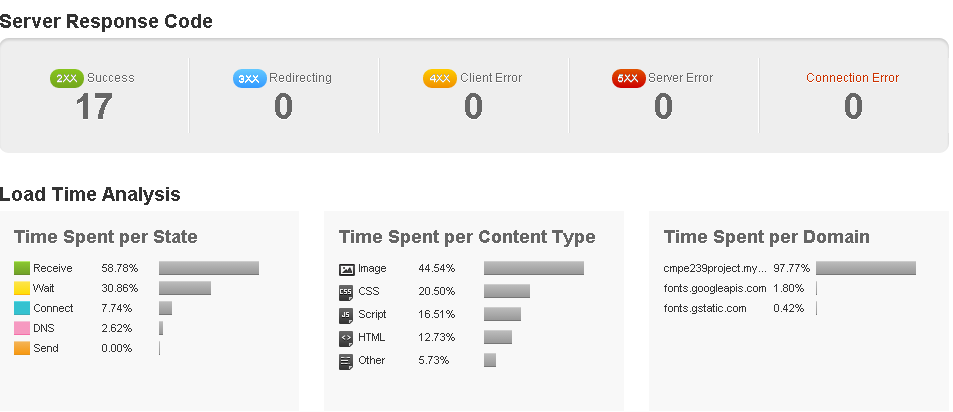 Server Response Code
2XX Success 3XX Redirecting 4XX Client Error 5XX Server Error Connection Error
17 0 0 0 0
Load Time Analysis
Time Spent per State
Receive 58.78%
Wait 30.86%
Connect 7.74%
DNS 2.62%
Send 0.00%
Time Spent per Content Type
Image 44.54%
CSS CSS 20.50%
JS Script 16.51%
<> HTML 12.73%
Other 5.73%
Time Spent per Domain
cmpe239project.my... 97.77%
fonts.googleapis.com 1.80%
fonts.gstatic.com 0.42%